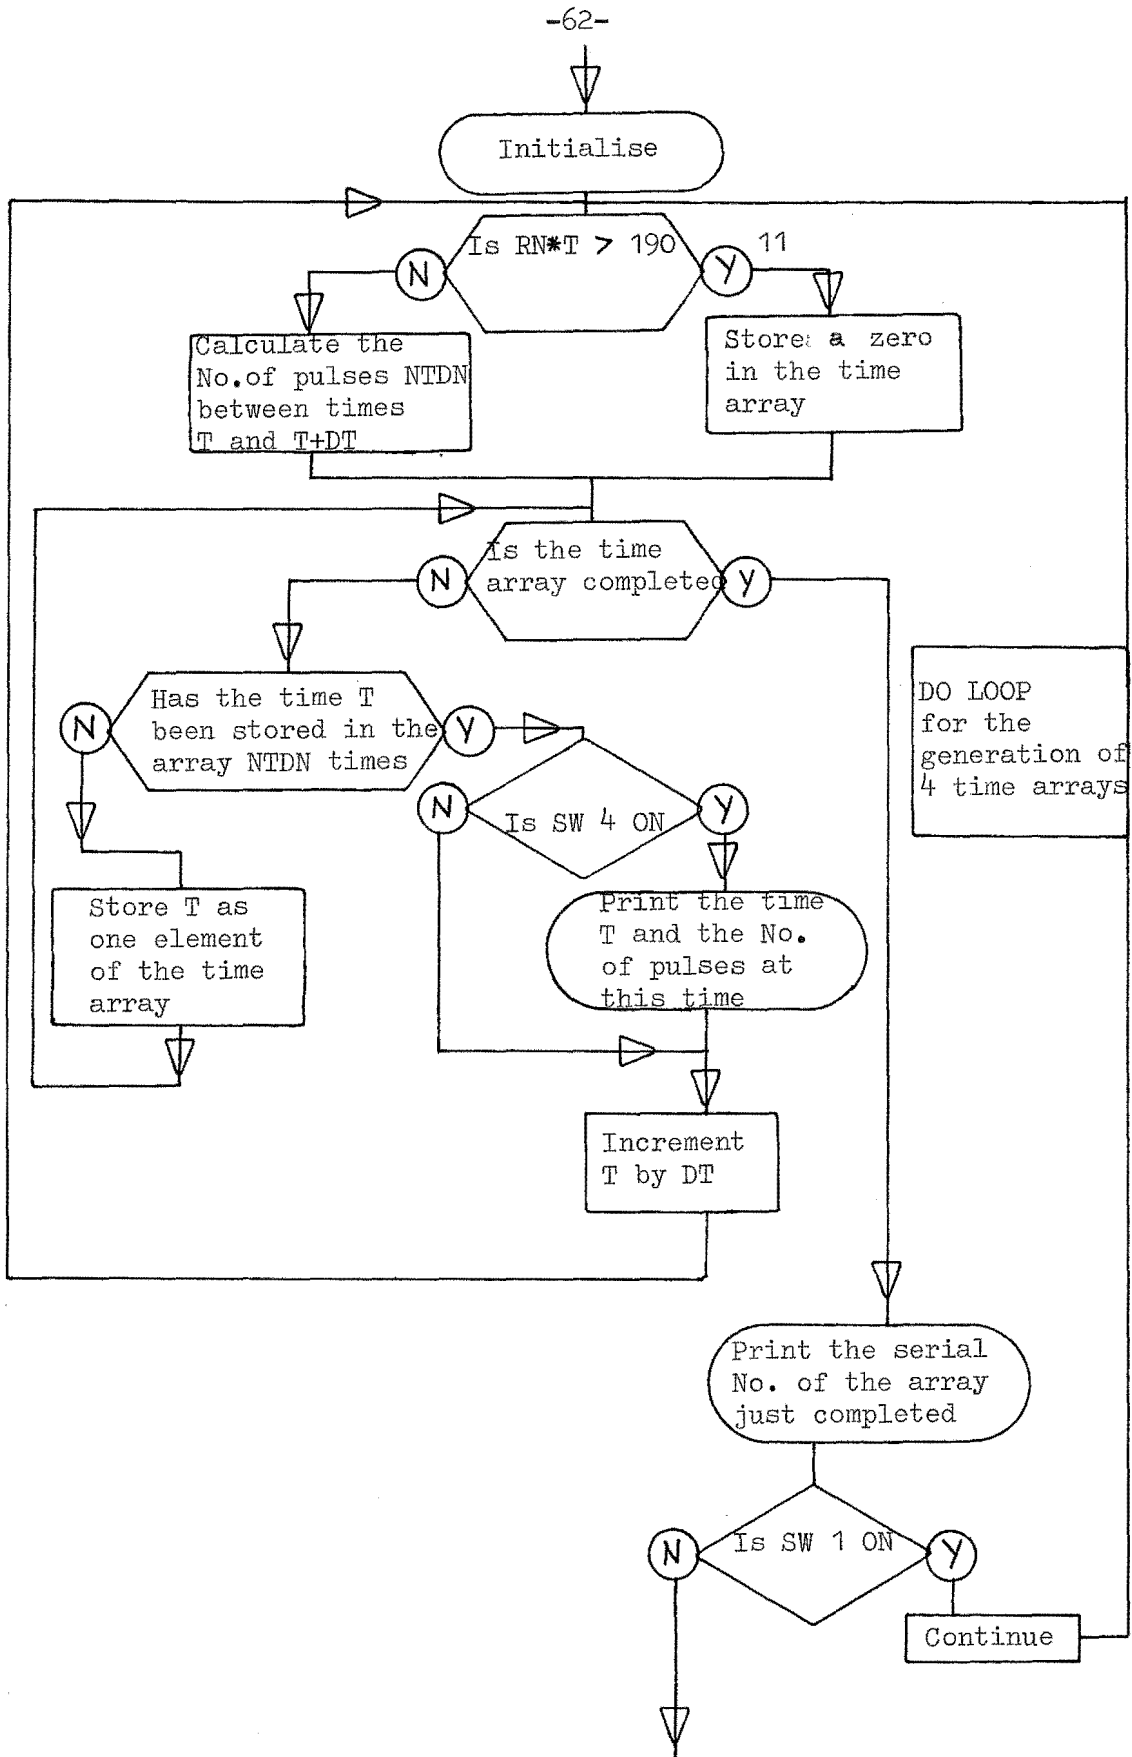 -62-
Initialise
Is RN*T > 190
N
Y
11
Calculate the
No.of pulses NTDN
between times
T and T+DT
Store a zero
in the time
array
Is the time
array completed
N
Y
Has the time T
been stored in the
array NTDN times
N
Y
DO LOOP
for the
generation of
4 time arrays
N
Is SW 4 ON
Y
Store T as
one element
of the time
array
Print the time
T and the No.
of pulses at
this time
Increment
T by DT
Print the serial
No. of the array
just completed
N
Is SW 1 ON
Y
Continue